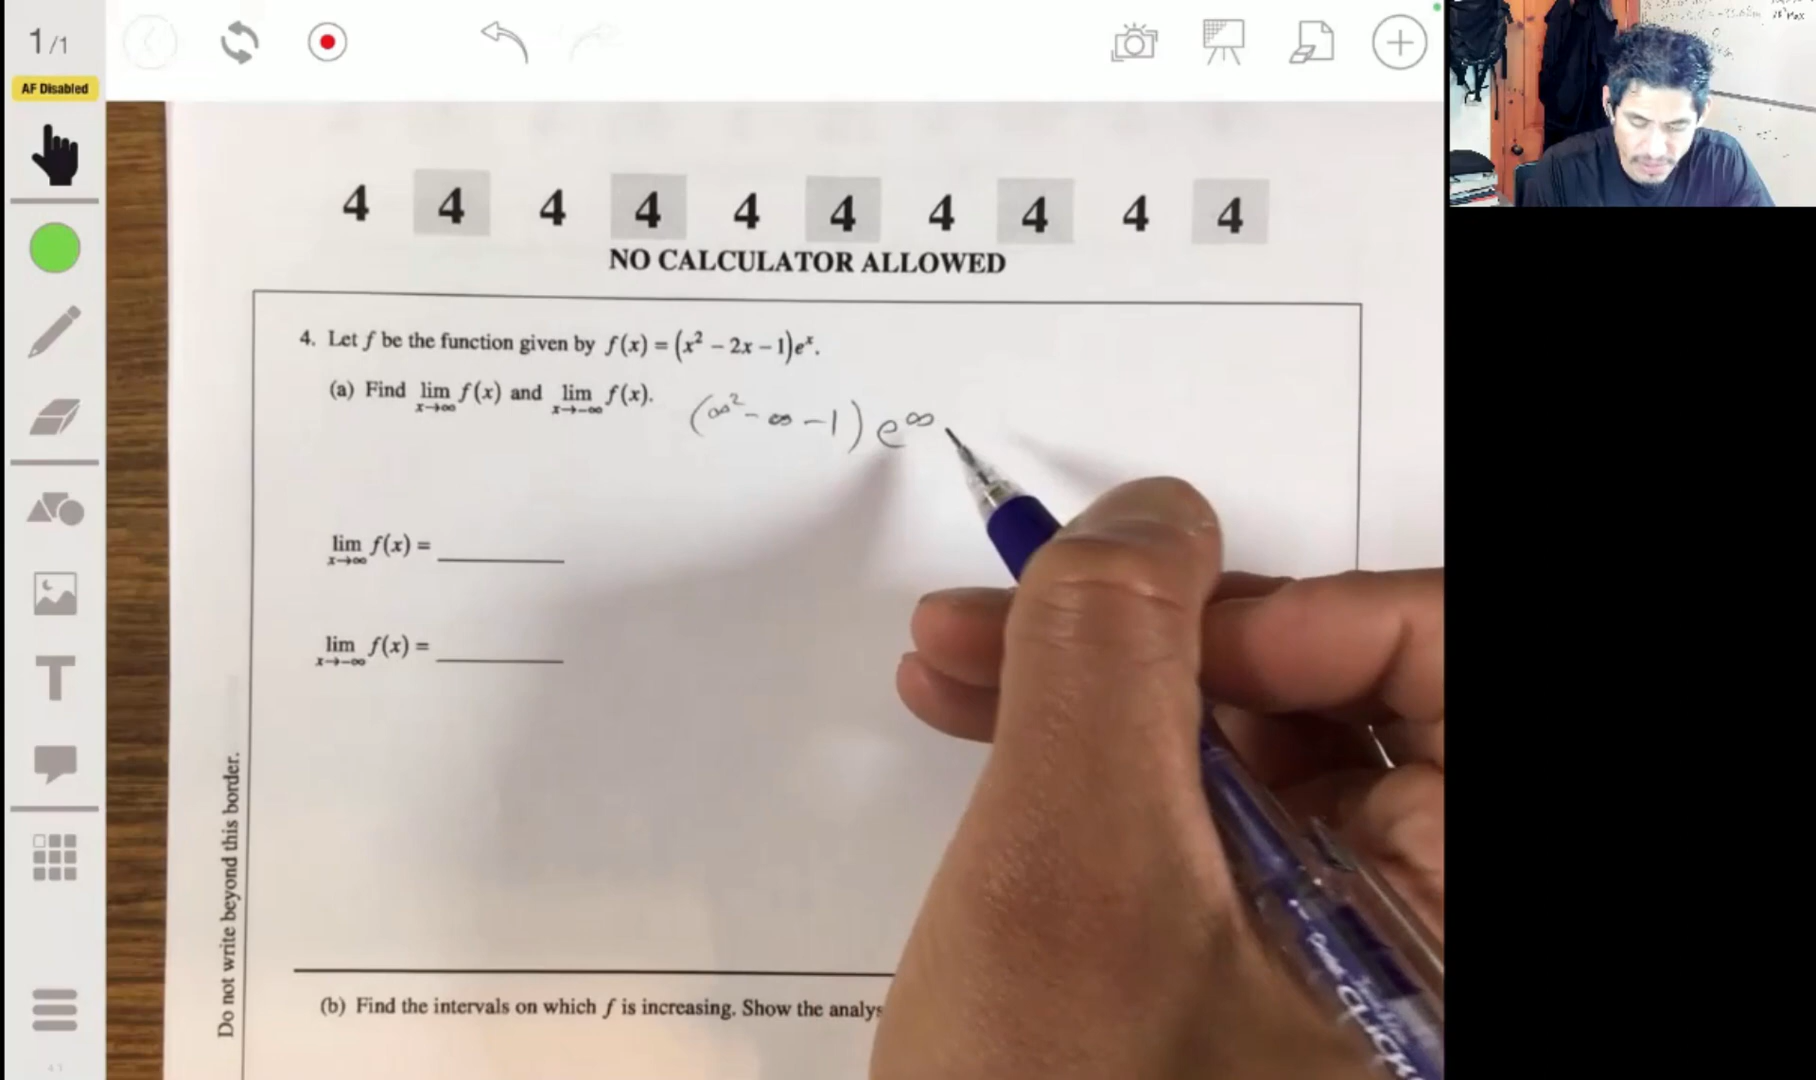 1/1
AF Disabled
4 4 4 4 4 4 4 4 4 4
NO CALCULATOR ALLOWED
4. Let f be the function given by f(x) = (x² − 2x − 1)eˣ.
(a) Find lim x→∞ f(x) and lim x→−∞ f(x).
(∞² − ∞ − 1) e^∞
lim x→∞ f(x) = ________
lim x→−∞ f(x) = ________
Do not write beyond this border.
(b) Find the intervals on which f is increasing. Show the analys
T